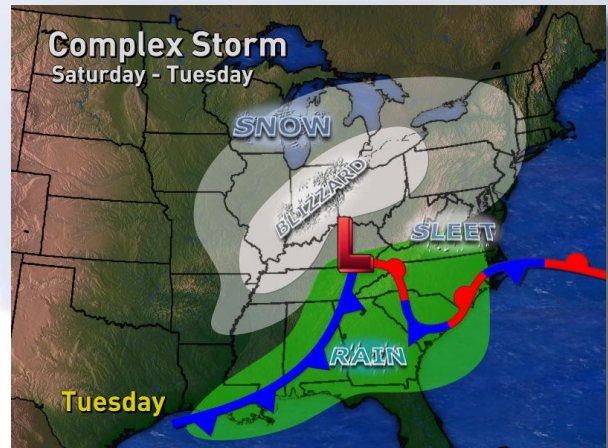 Complex Storm
Saturday - Tuesday
SNOW
BLIZZARD
L
SLEET
RAIN
Tuesday